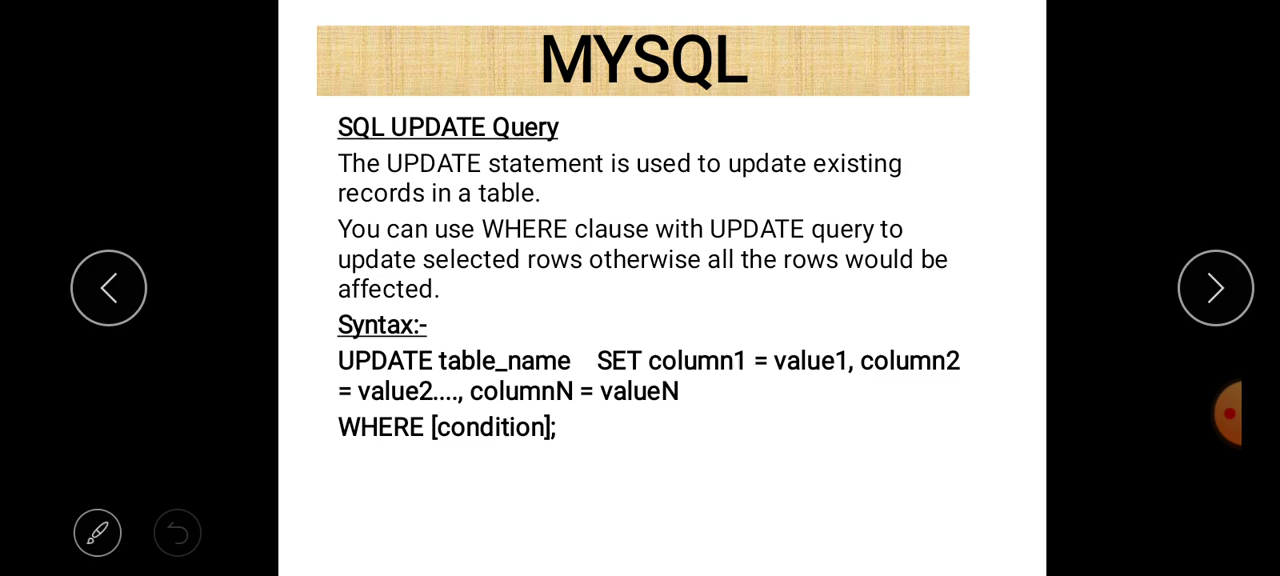 MYSQL
SQL UPDATE Query
The UPDATE statement is used to update existing
records in a table.
You can use WHERE clause with UPDATE query to
update selected rows otherwise all the rows would be
affected.
Syntax:-
UPDATE table_name SET column1 = value1, column2
= value2...., columnN = valueN
WHERE [condition];